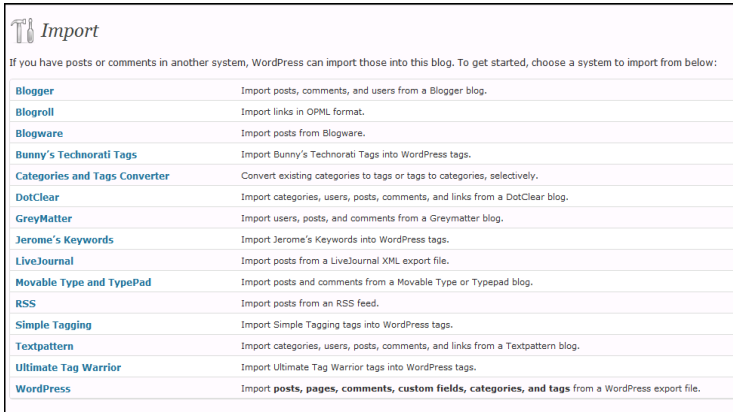 Import
If you have posts or comments in another system, WordPress can import those into this blog. To get started, choose a system to import from below:
Blogger Import posts, comments, and users from a Blogger blog.
Blogroll Import links in OPML format.
Blogware Import posts from Blogware.
Bunny's Technorati Tags Import Bunny's Technorati Tags into WordPress tags.
Categories and Tags Converter Convert existing categories to tags or tags to categories, selectively.
DotClear Import categories, users, posts, comments, and links from a DotClear blog.
GreyMatter Import users, posts, and comments from a Greymatter blog.
Jerome's Keywords Import Jerome's Keywords into WordPress tags.
LiveJournal Import posts from a LiveJournal XML export file.
Movable Type and TypePad Import posts and comments from a Movable Type or Typepad blog.
RSS Import posts from an RSS feed.
Simple Tagging Import Simple Tagging tags into WordPress tags.
Textpattern Import categories, users, posts, comments, and links from a Textpattern blog.
Ultimate Tag Warrior Import Ultimate Tag Warrior tags into WordPress tags.
WordPress Import posts, pages, comments, custom fields, categories, and tags from a WordPress export file.